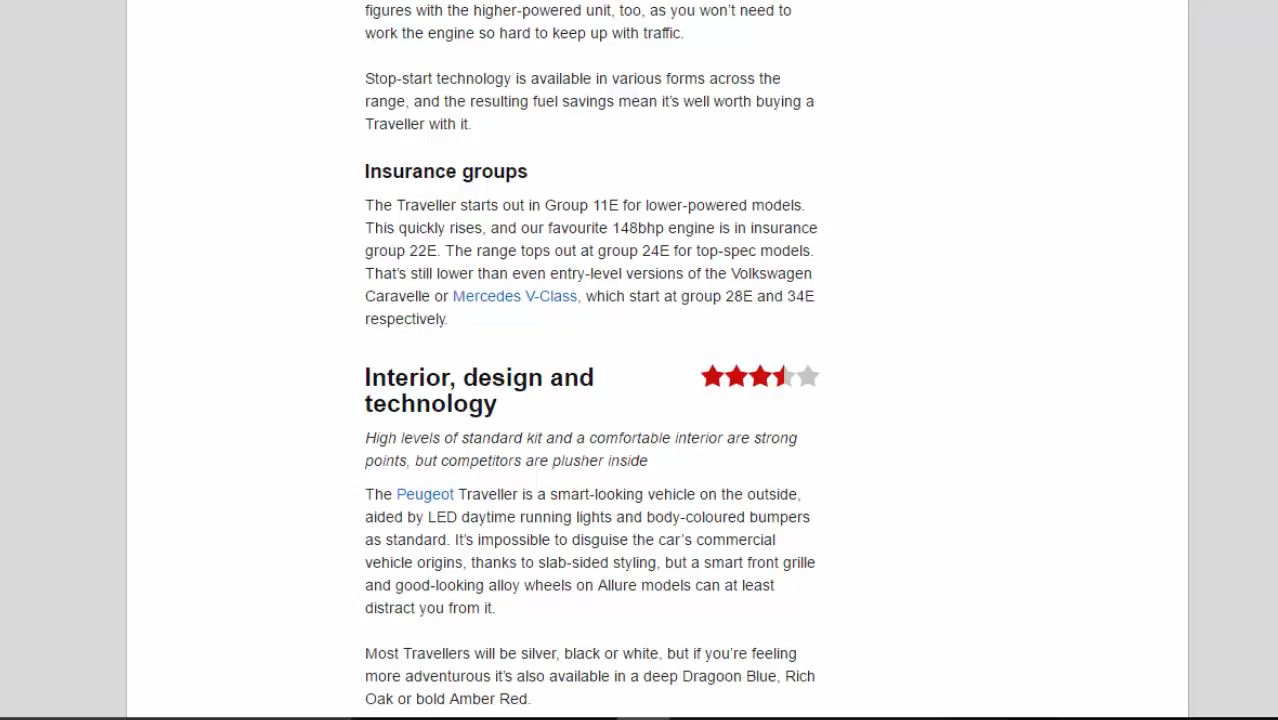 figures with the higher-powered unit, too, as you won’t need to
work the engine so hard to keep up with traffic.
Stop-start technology is available in various forms across the
range, and the resulting fuel savings mean it’s well worth buying a
Traveller with it.
Insurance groups
The Traveller starts out in Group 11E for lower-powered models.
This quickly rises, and our favourite 148bhp engine is in insurance
group 22E. The range tops out at group 24E for top-spec models.
That’s still lower than even entry-level versions of the Volkswagen
Caravelle or Mercedes V-Class, which start at group 28E and 34E
respectively.
Interior, design and
technology
High levels of standard kit and a comfortable interior are strong
points, but competitors are plusher inside
The Peugeot Traveller is a smart-looking vehicle on the outside,
aided by LED daytime running lights and body-coloured bumpers
as standard. It’s impossible to disguise the car’s commercial
vehicle origins, thanks to slab-sided styling, but a smart front grille
and good-looking alloy wheels on Allure models can at least
distract you from it.
Most Travellers will be silver, black or white, but if you’re feeling
more adventurous it’s also available in a deep Dragoon Blue, Rich
Oak or bold Amber Red.